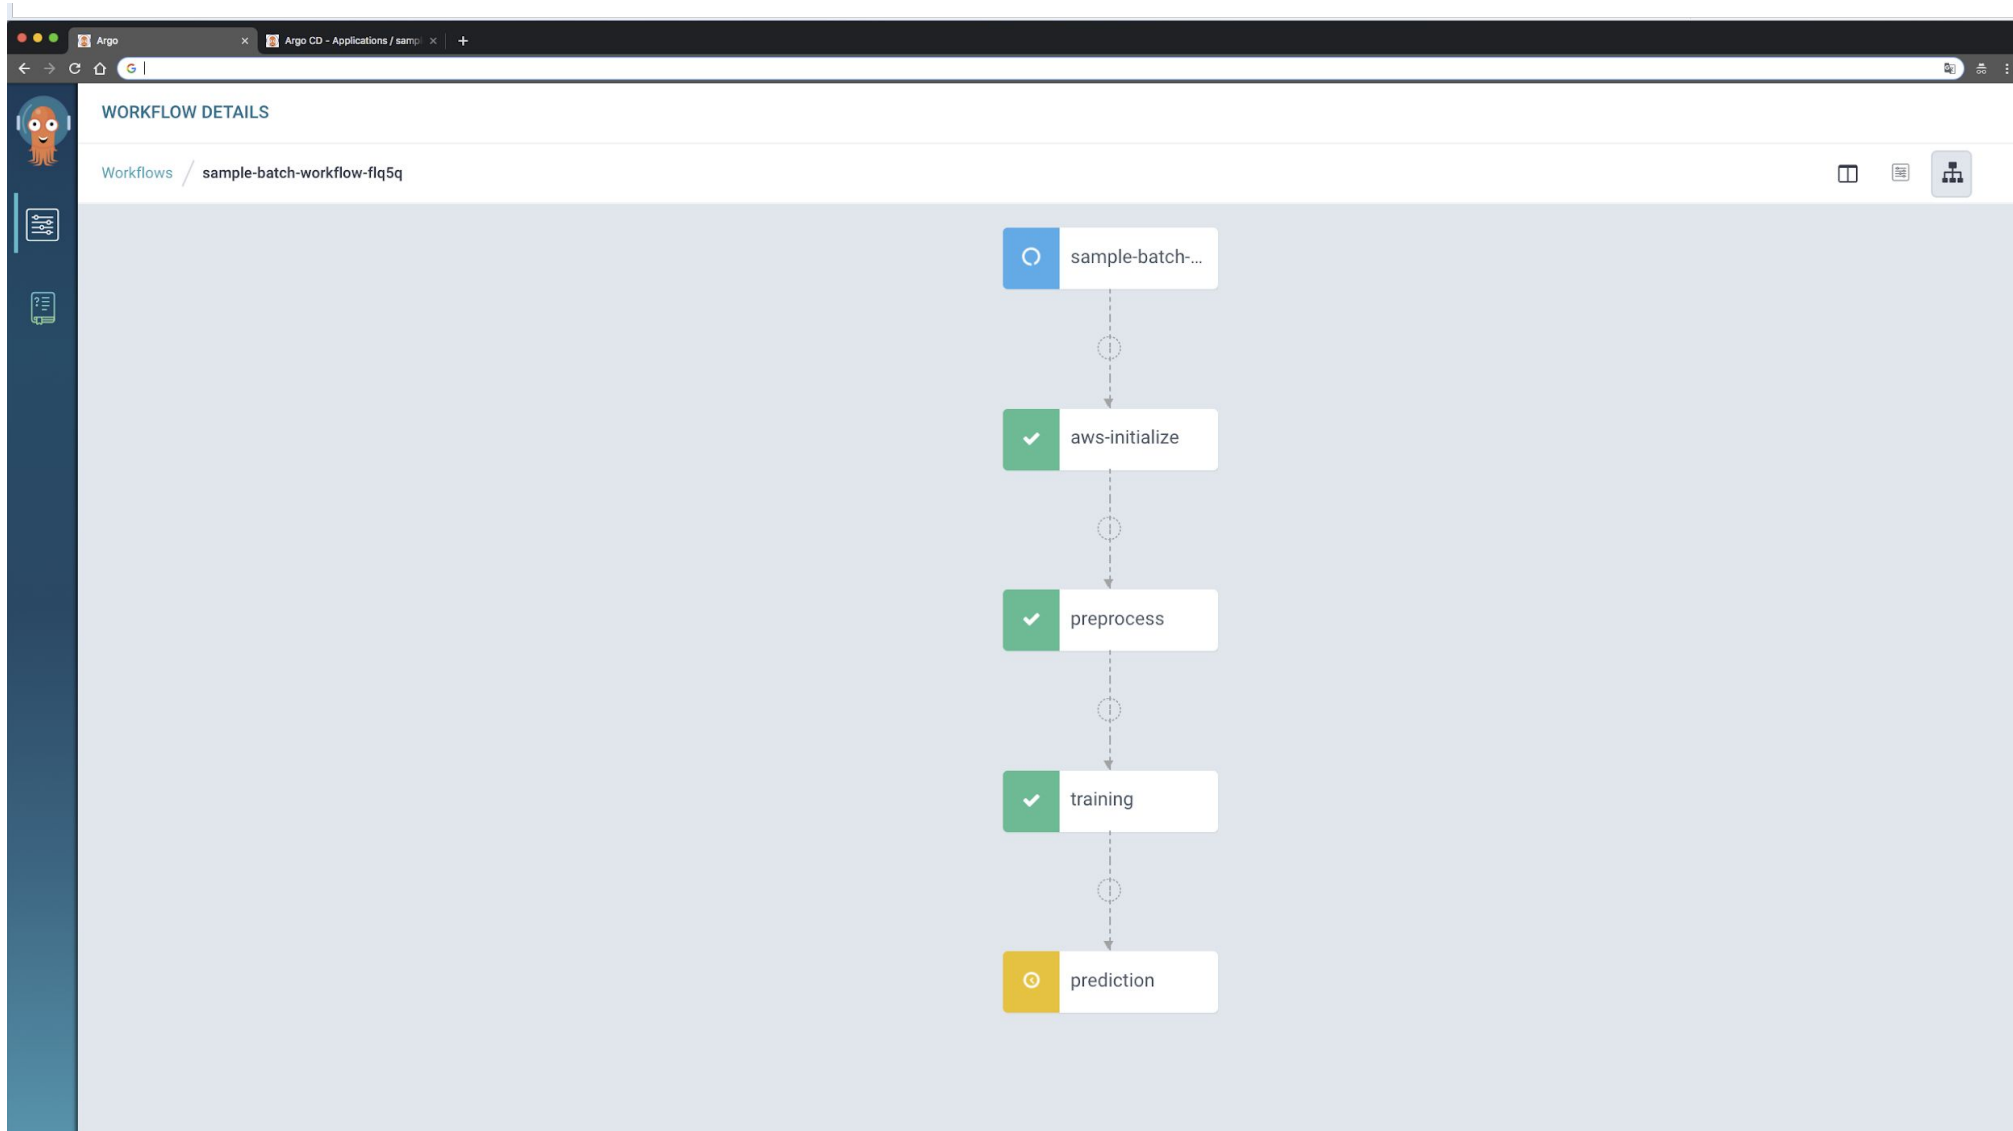 Argo
Argo CD - Applications / samp
WORKFLOW DETAILS
Workflows / sample-batch-workflow-flq5q
sample-batch-...
aws-initialize
preprocess
training
prediction